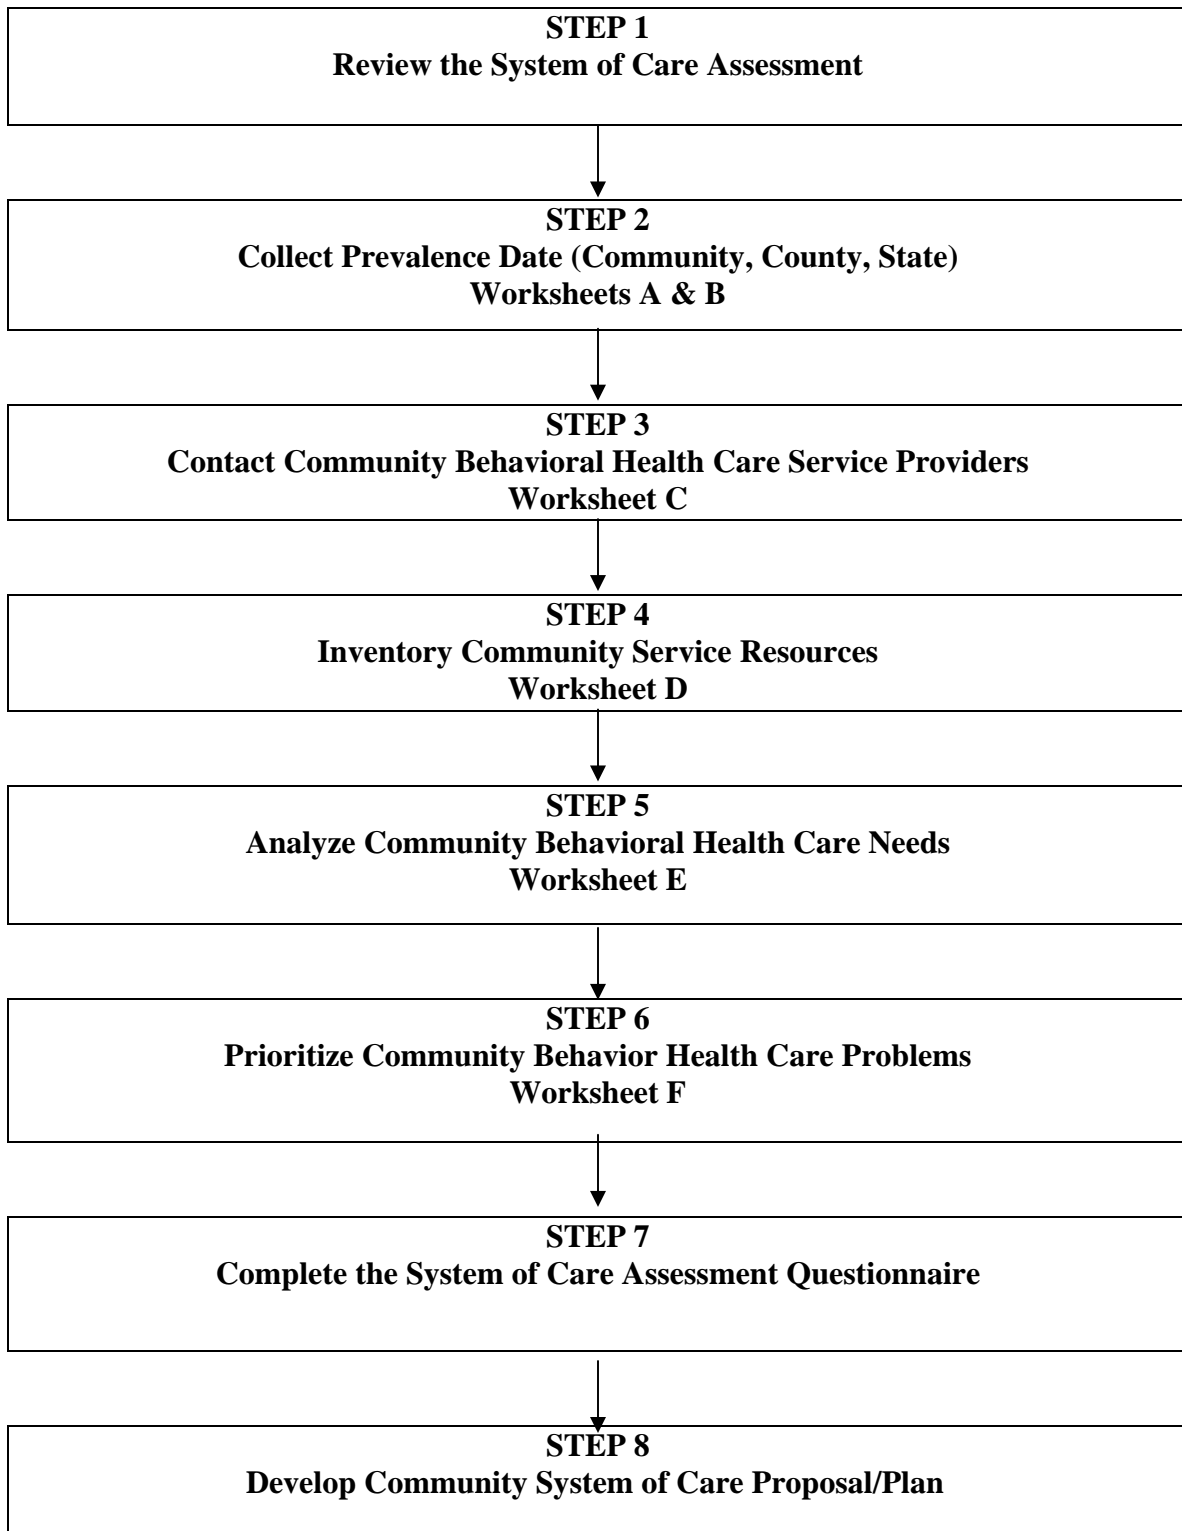 STEP 1
Review the System of Care Assessment
STEP 2
Collect Prevalence Date (Community, County, State)
Worksheets A & B
STEP 3
Contact Community Behavioral Health Care Service Providers
Worksheet C
STEP 4
Inventory Community Service Resources
Worksheet D
STEP 5
Analyze Community Behavioral Health Care Needs
Worksheet E
STEP 6
Prioritize Community Behavior Health Care Problems
Worksheet F
STEP 7
Complete the System of Care Assessment Questionnaire
STEP 8
Develop Community System of Care Proposal/Plan